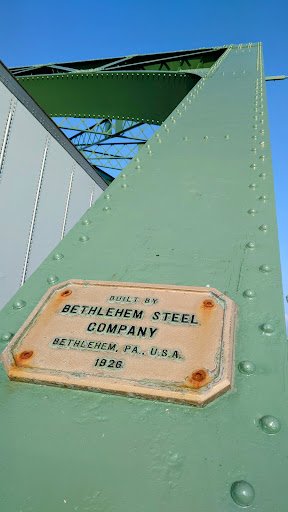 BUILT BY
BETHLEHEM STEEL
COMPANY
BETHLEHEM, PA., U.S.A.
1926